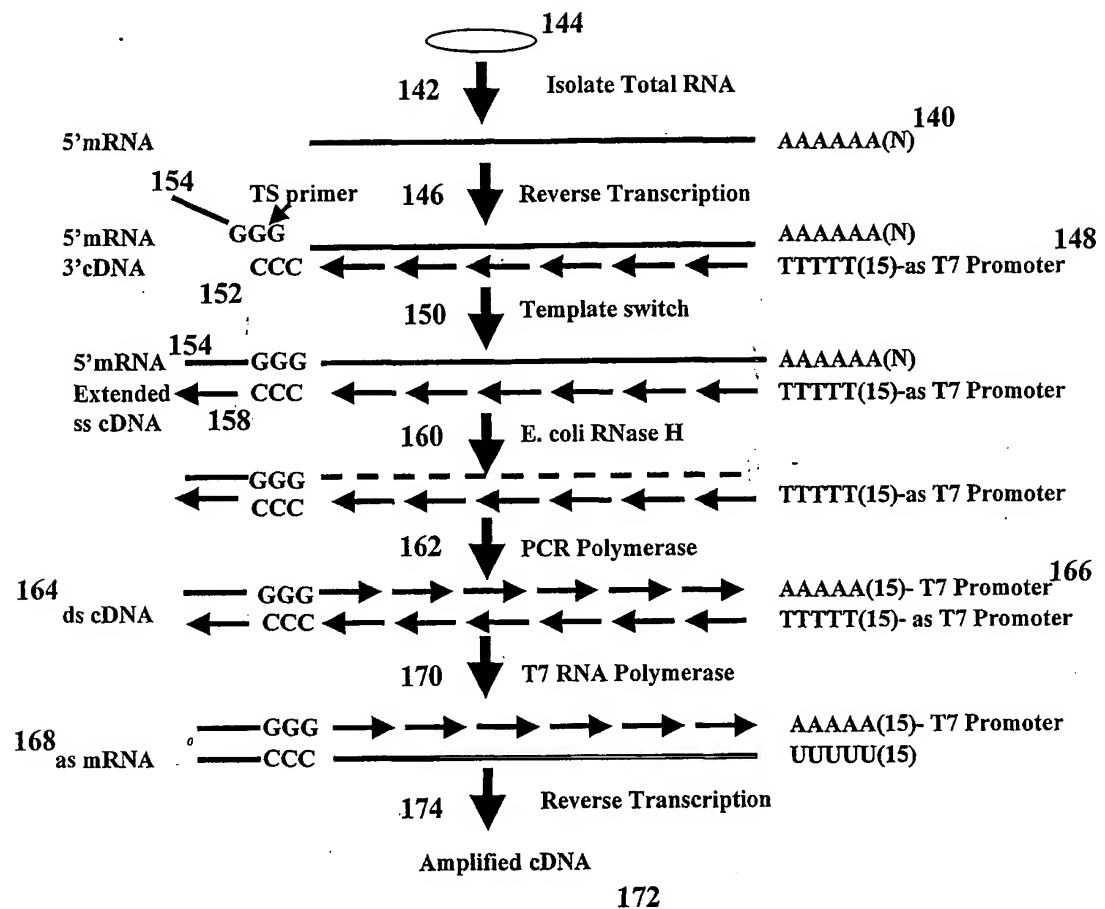 144
142 Isolate Total RNA
140
5'mRNA AAAAAA(N)
154 TS primer
146 Reverse Transcription
GGG
5'mRNA AAAAAA(N)
148
3'cDNA CCC TTTTT(15)-as T7 Promoter
152
150 Template switch
154
5'mRNA GGG AAAAAA(N)
Extended CCC TTTTT(15)-as T7 Promoter
ss cDNA 158
160 E. coli RNase H
GGG
CCC TTTTT(15)-as T7 Promoter
162 PCR Polymerase
164 166
GGG AAAAA(15)- T7 Promoter
ds cDNA CCC TTTTT(15)- as T7 Promoter
170 T7 RNA Polymerase
GGG AAAAA(15)- T7 Promoter
168
as mRNA CCC UUUUU(15)
174 Reverse Transcription
Amplified cDNA
172